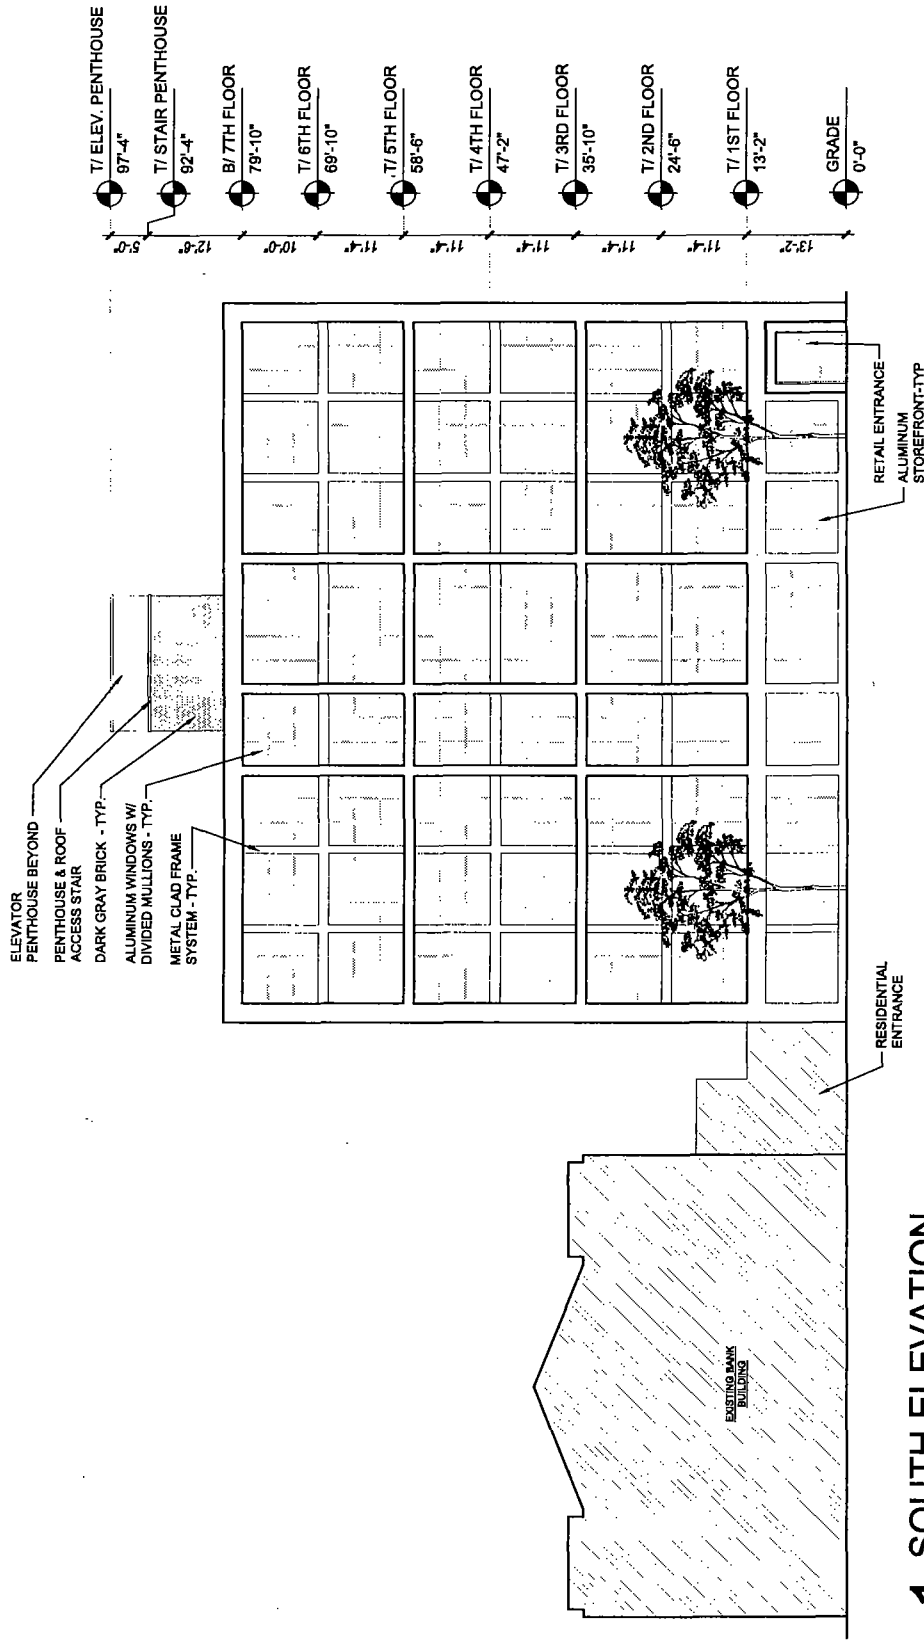 ELEVATOR
PENTHOUSE BEYOND
PENTHOUSE & ROOF
ACCESS STAIR
DARK GRAY BRICK - TYP.
ALUMINUM WINDOWS W/
DIVIDED MULLIONS - TYP.
METAL CLAD FRAME
SYSTEM - TYP.
T/ ELEV. PENTHOUSE
97'-4"
T/ STAIR PENTHOUSE
92'-4"
B/ 7TH FLOOR
79'-10"
T/ 6TH FLOOR
69'-10"
T/ 5TH FLOOR
58'-6"
T/ 4TH FLOOR
47'-2"
T/ 3RD FLOOR
35'-10"
T/ 2ND FLOOR
24'-6"
T/ 1ST FLOOR
13'-2"
GRADE
0'-0"
5'-0"
12'-6"
10'-0"
11'-4"
11'-4"
11'-4"
11'-4"
11'-4"
13'-2"
EXISTING BANK
BUILDING
RESIDENTIAL
ENTRANCE
RETAIL ENTRANCE
ALUMINUM
STOREFRONT-TYP
1 SOUTH ELEVATION